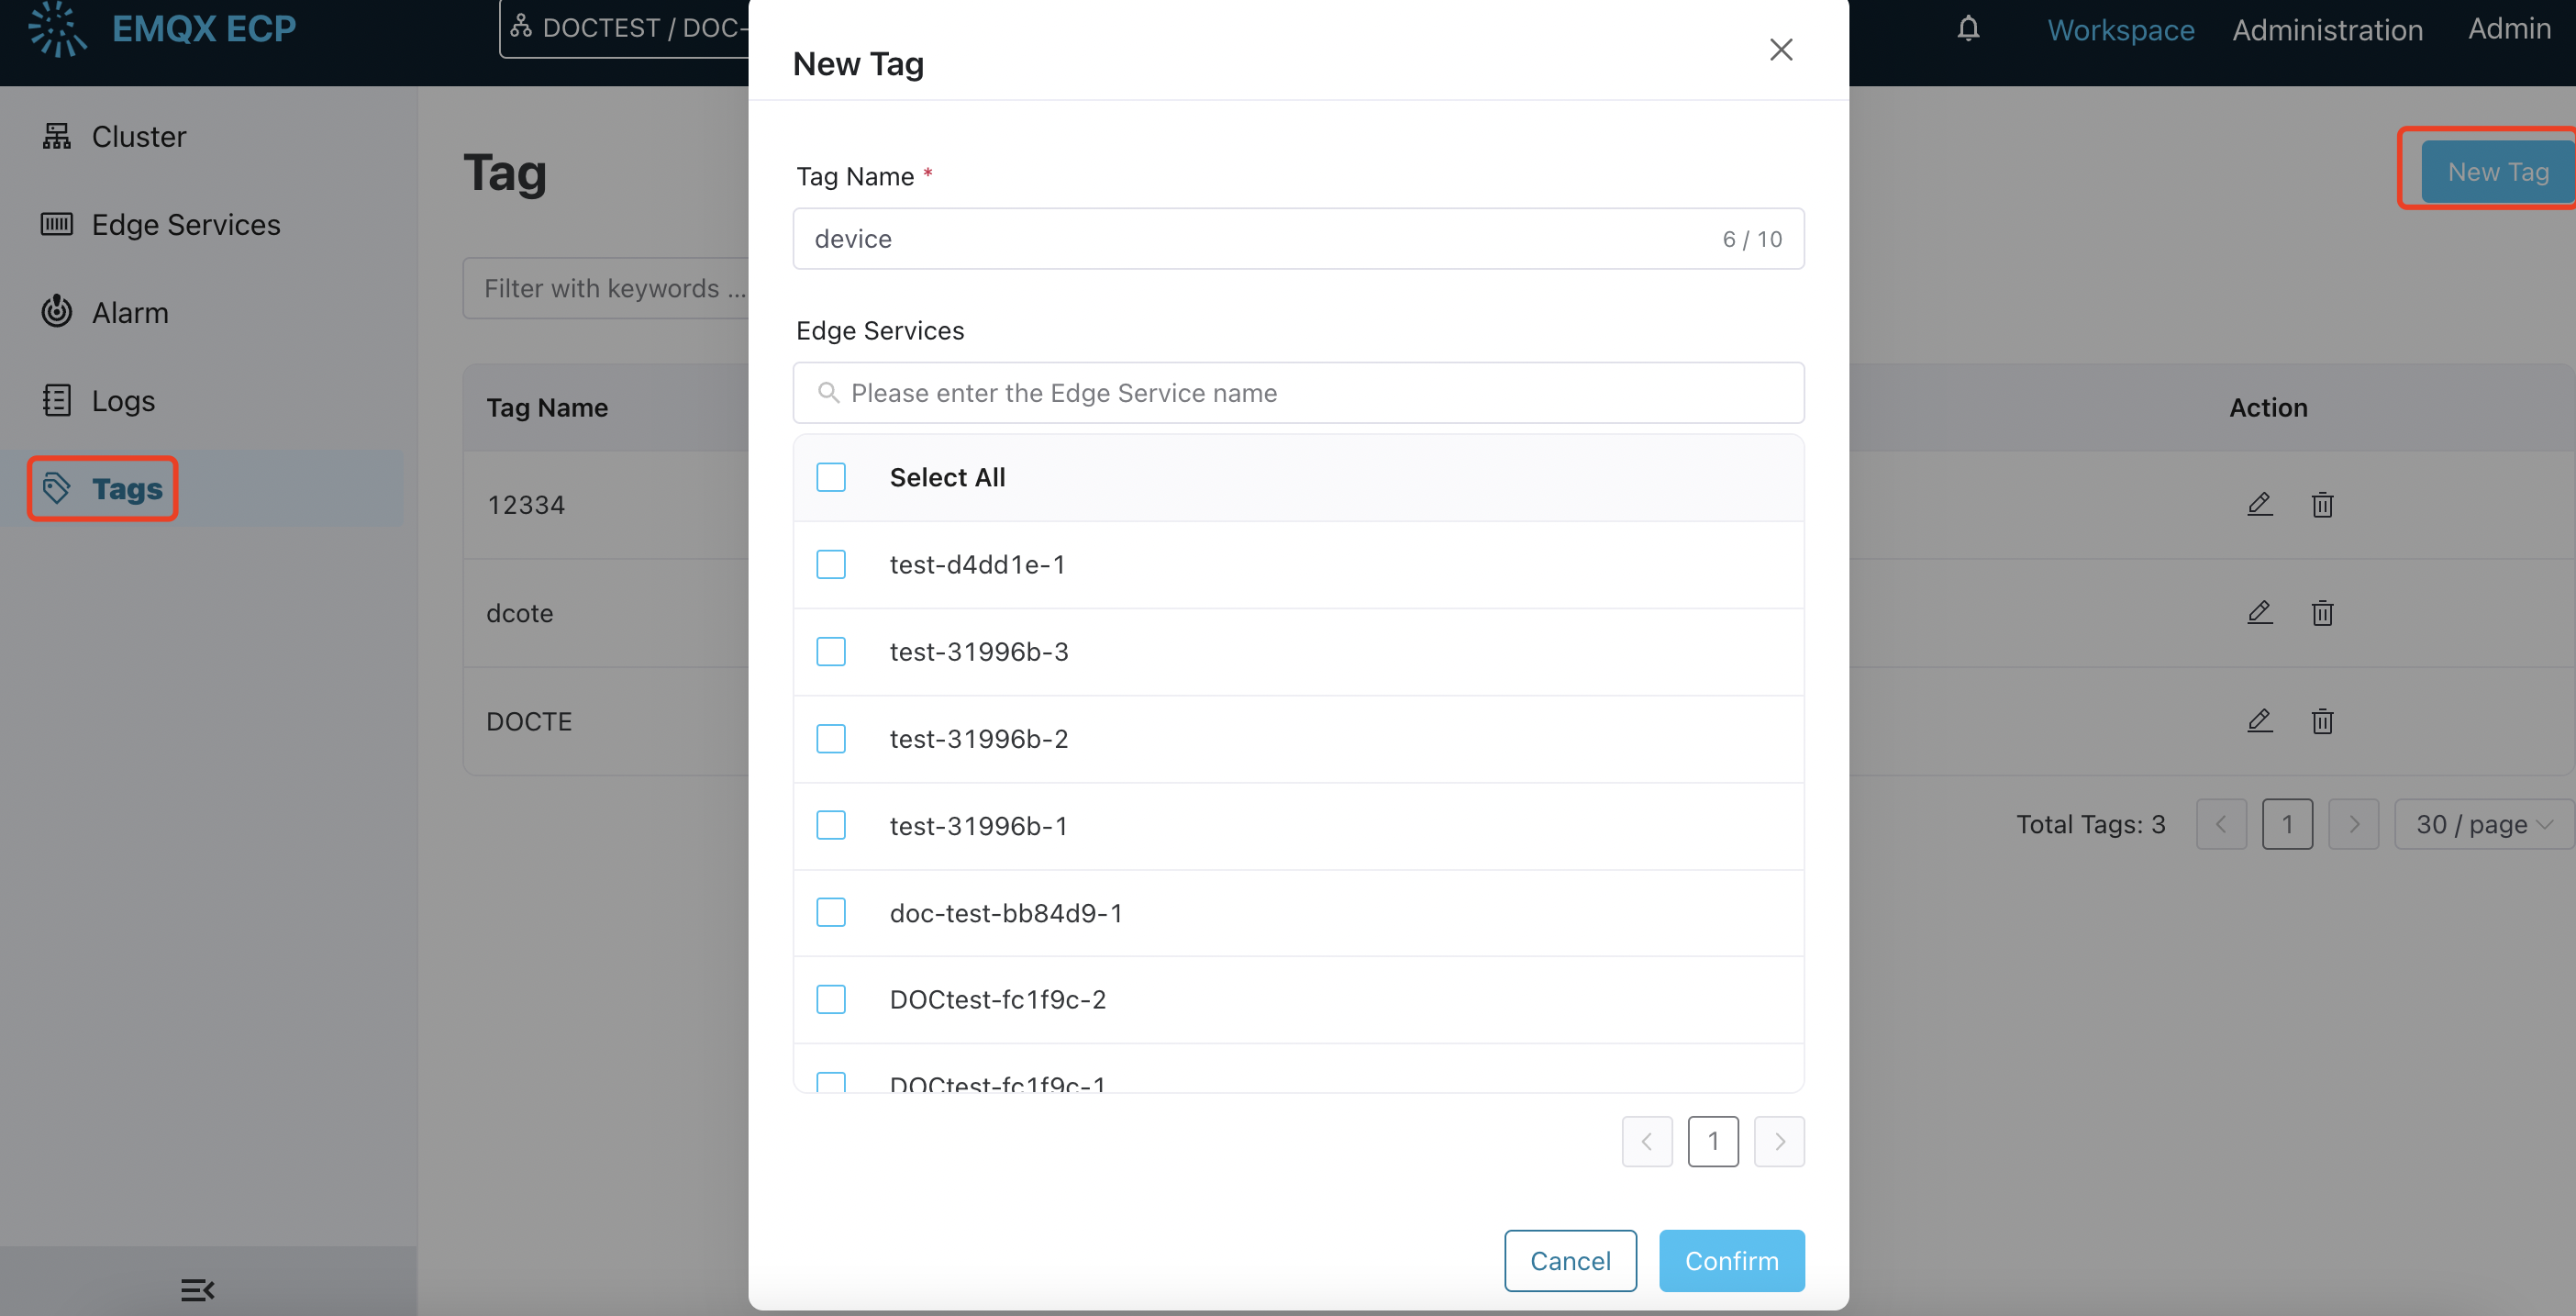 EMQX ECP
DOCTEST / DOC-
Workspace
Administration
Admin
Cluster
Edge Services
Alarm
Logs
Tags
Tag
New Tag
Filter with keywords ...
Tag Name
Action
12334
dcote
DOCTE
Total Tags: 3
1
30 / page
New Tag
Tag Name *
device
6 / 10
Edge Services
Please enter the Edge Service name
Select All
test-d4dd1e-1
test-31996b-3
test-31996b-2
test-31996b-1
doc-test-bb84d9-1
DOCtest-fc1f9c-2
DOCtest-fc1f9c-1
1
Cancel
Confirm